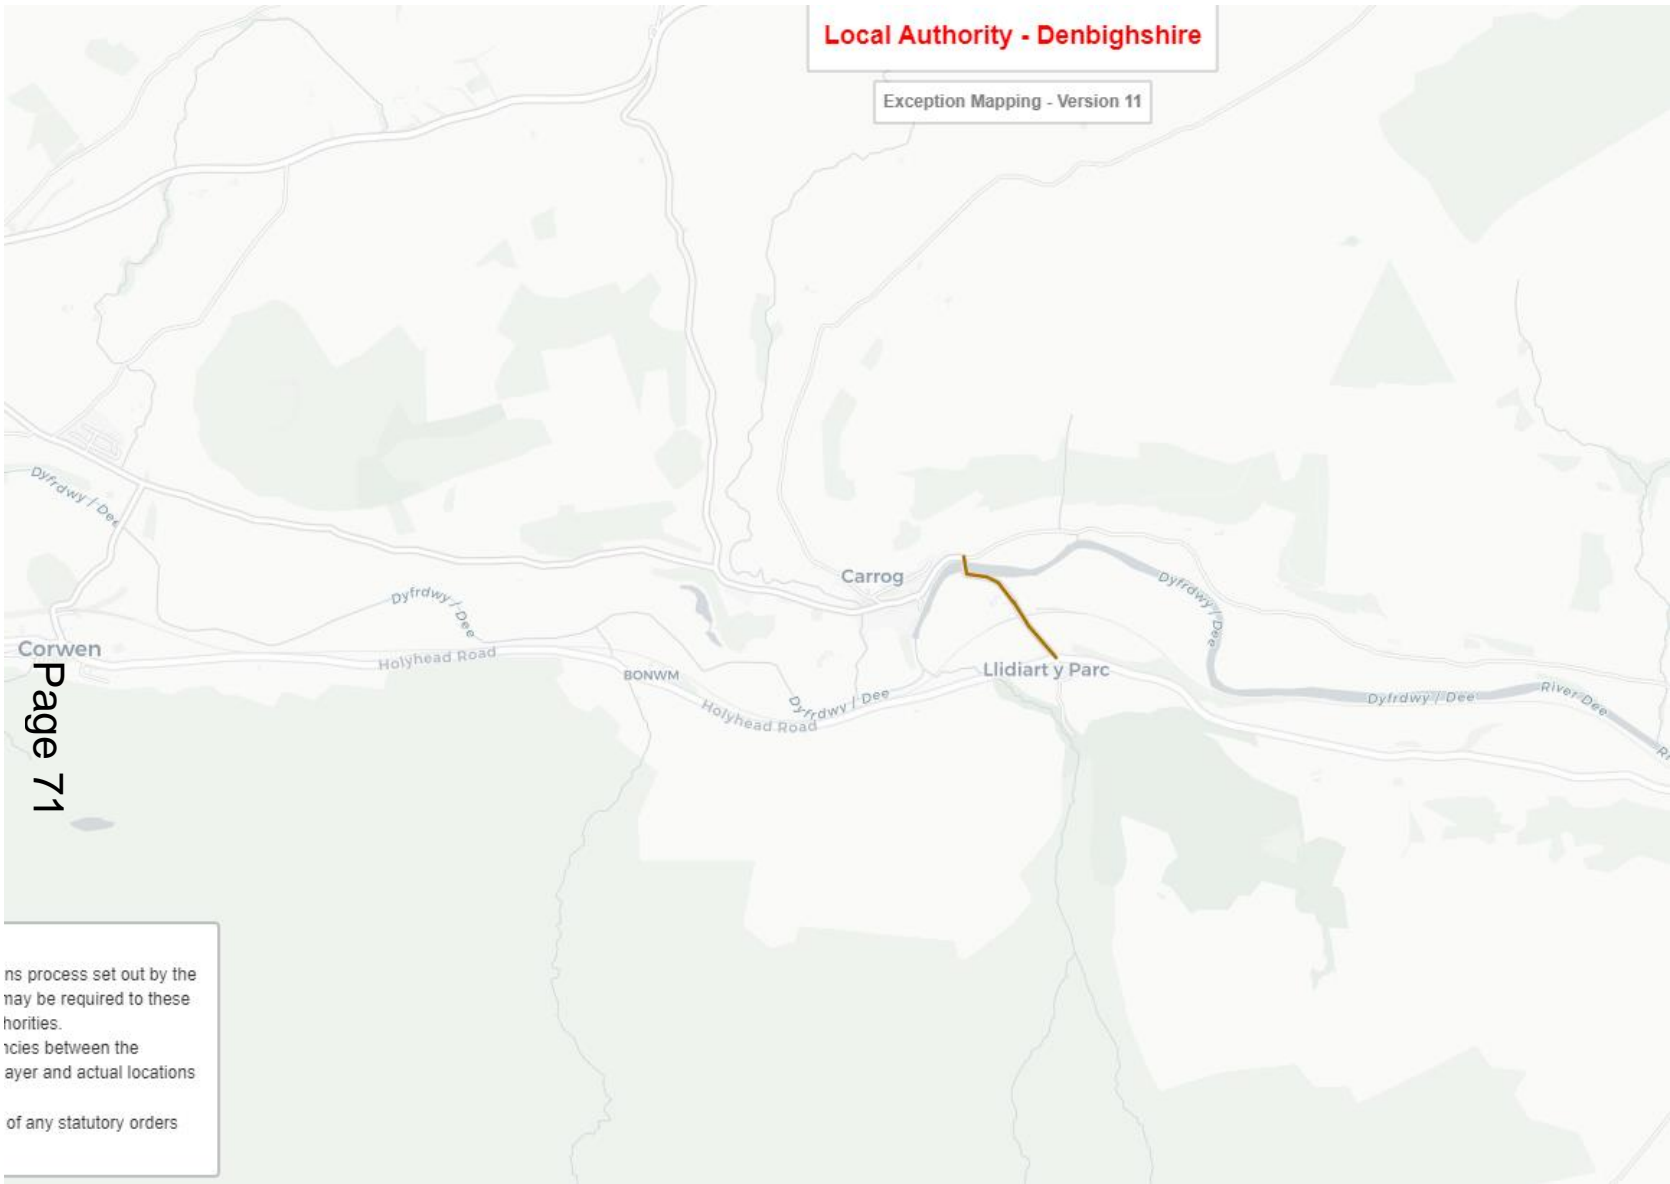 Local Authority - Denbighshire
Exception Mapping - Version 11
Dyfrdwy / Dee
Carrog
Dyfrdwy / Dee
Dyfrdwy / Dee
Corwen
Holyhead Road
BONWM
Llidiart y Parc
Dyfrdwy / Dee
Holyhead Road
Dyfrdwy / Dee
River Dee
Page 71
ns process set out by the
may be required to these
horities.
ncies between the
ayer and actual locations
of any statutory orders